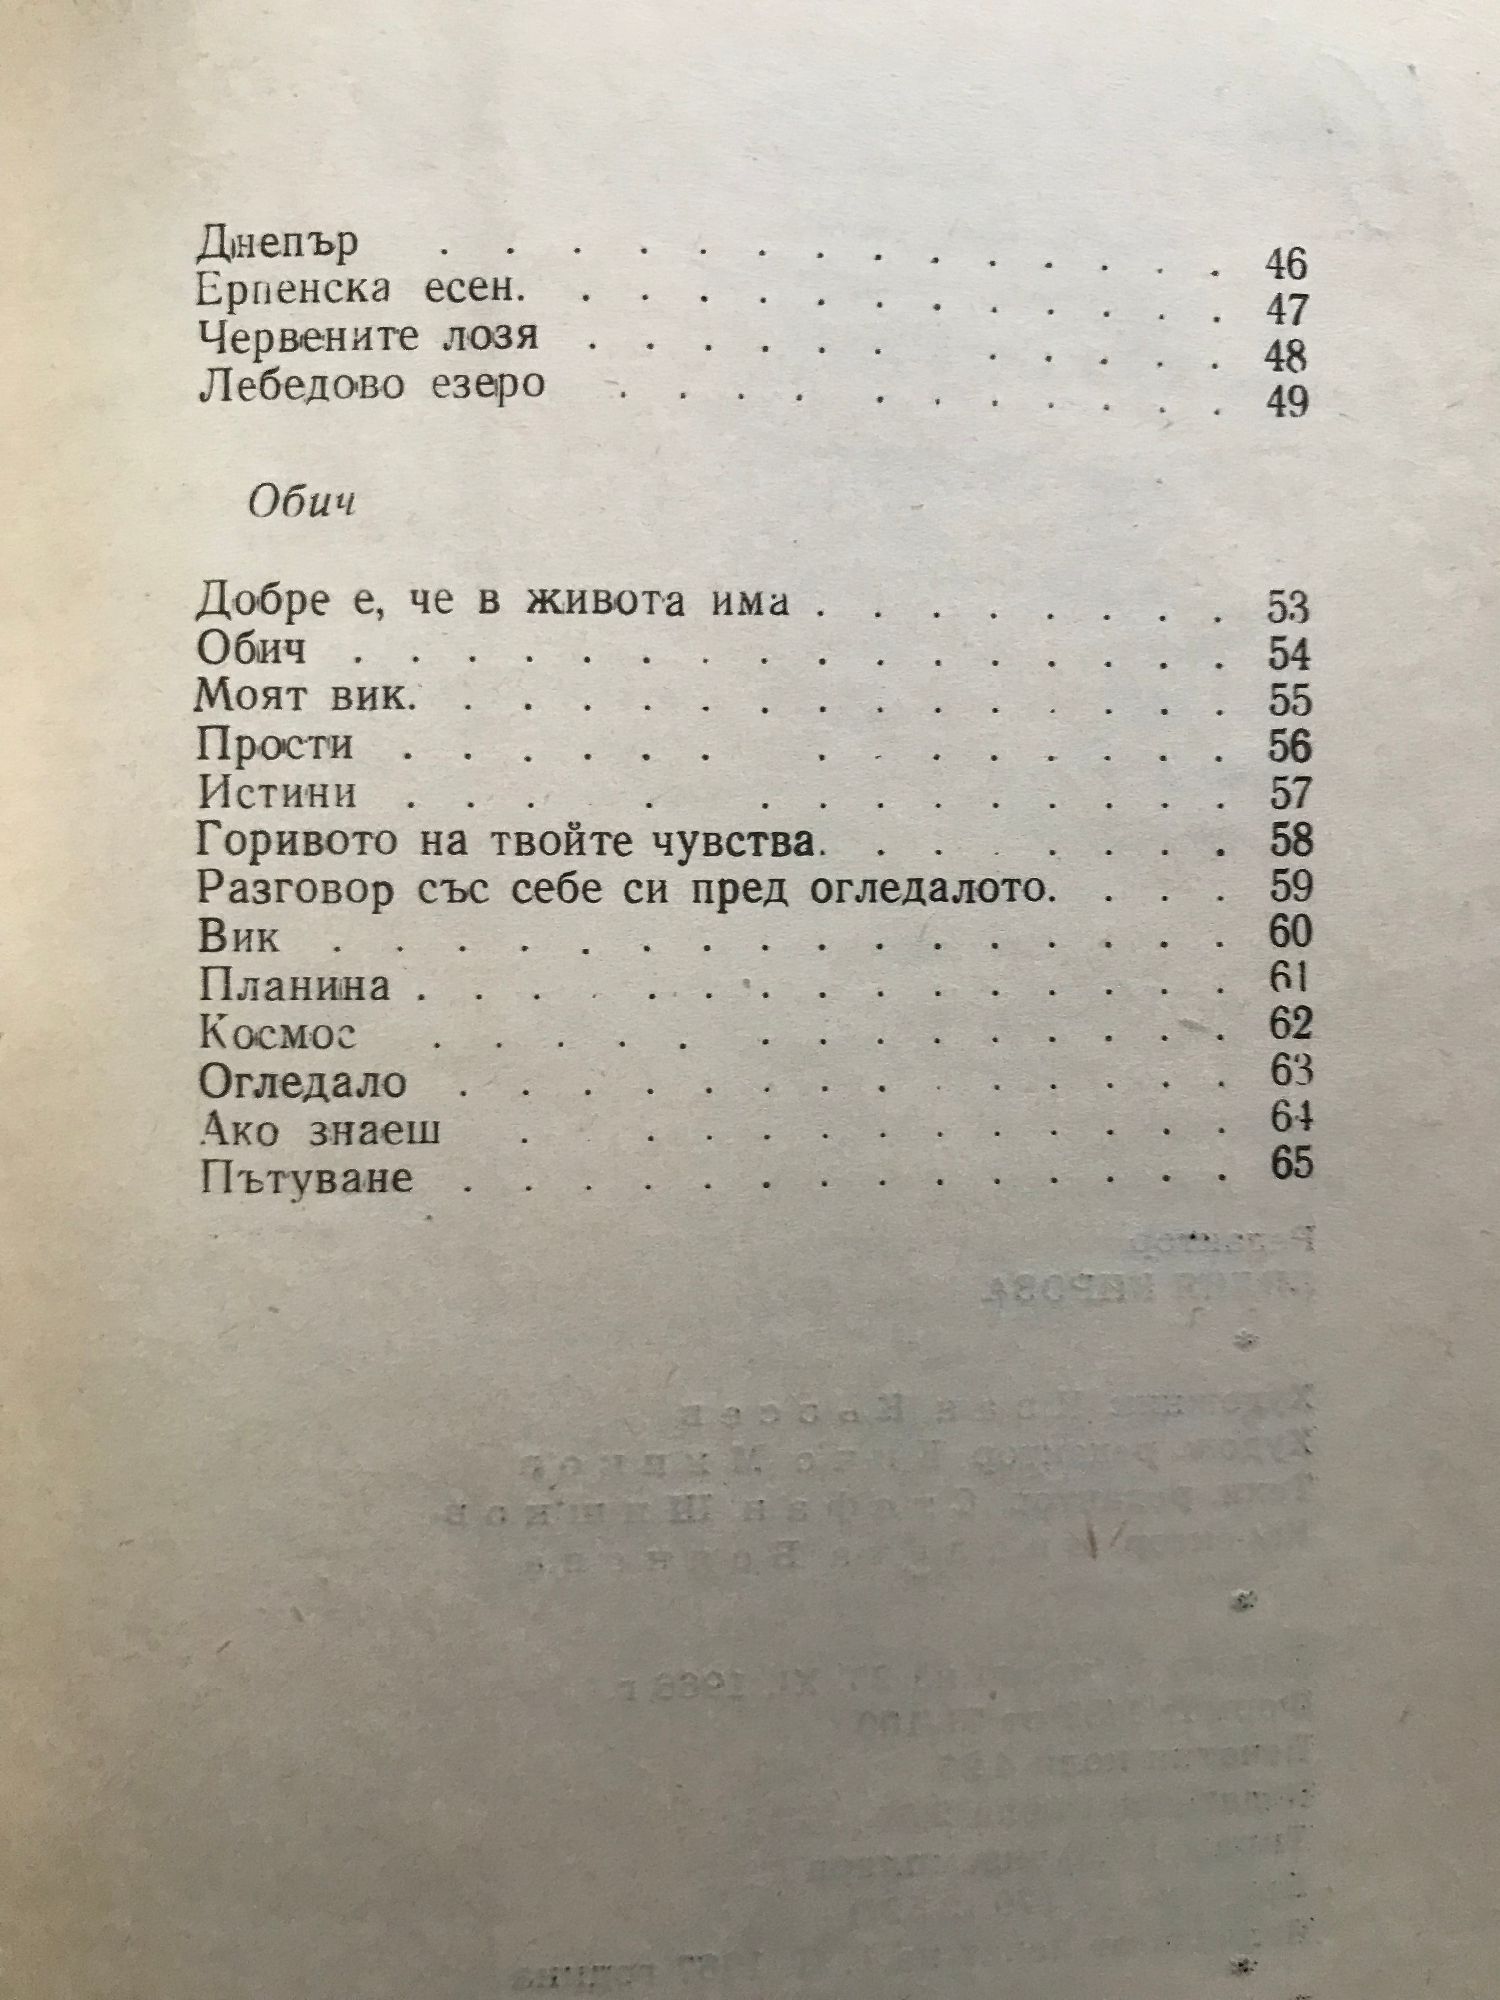 Днепър . . . . . . . . . . . . . . 46
Ерпенска есен. . . . . . . . . . . . . 47
Червените лозя . . . . . . . . . . . 48
Лебедово езеро . . . . . . . . . . . 49
Обич
Добре е, че в живота има . . . . . . . . 53
Обич . . . . . . . . . . . . . . . . 54
Моят вик. . . . . . . . . . . . . . . 55
Прости . . . . . . . . . . . . . . 56
Истини . . . . . . . . . . . . . 57
Горивото на твойте чувства. . . . . . . . 58
Разговор със себе си пред огледалото. . . . 59
Вик . . . . . . . . . . . . . . . . 60
Планина . . . . . . . . . . . . . . 61
Космос . . . . . . . . . . . . . . 62
Огледало . . . . . . . . . . . . . . 63
Ако знаеш . . . . . . . . . . . . 64
Пътуване . . . . . . . . . . . . . . 65